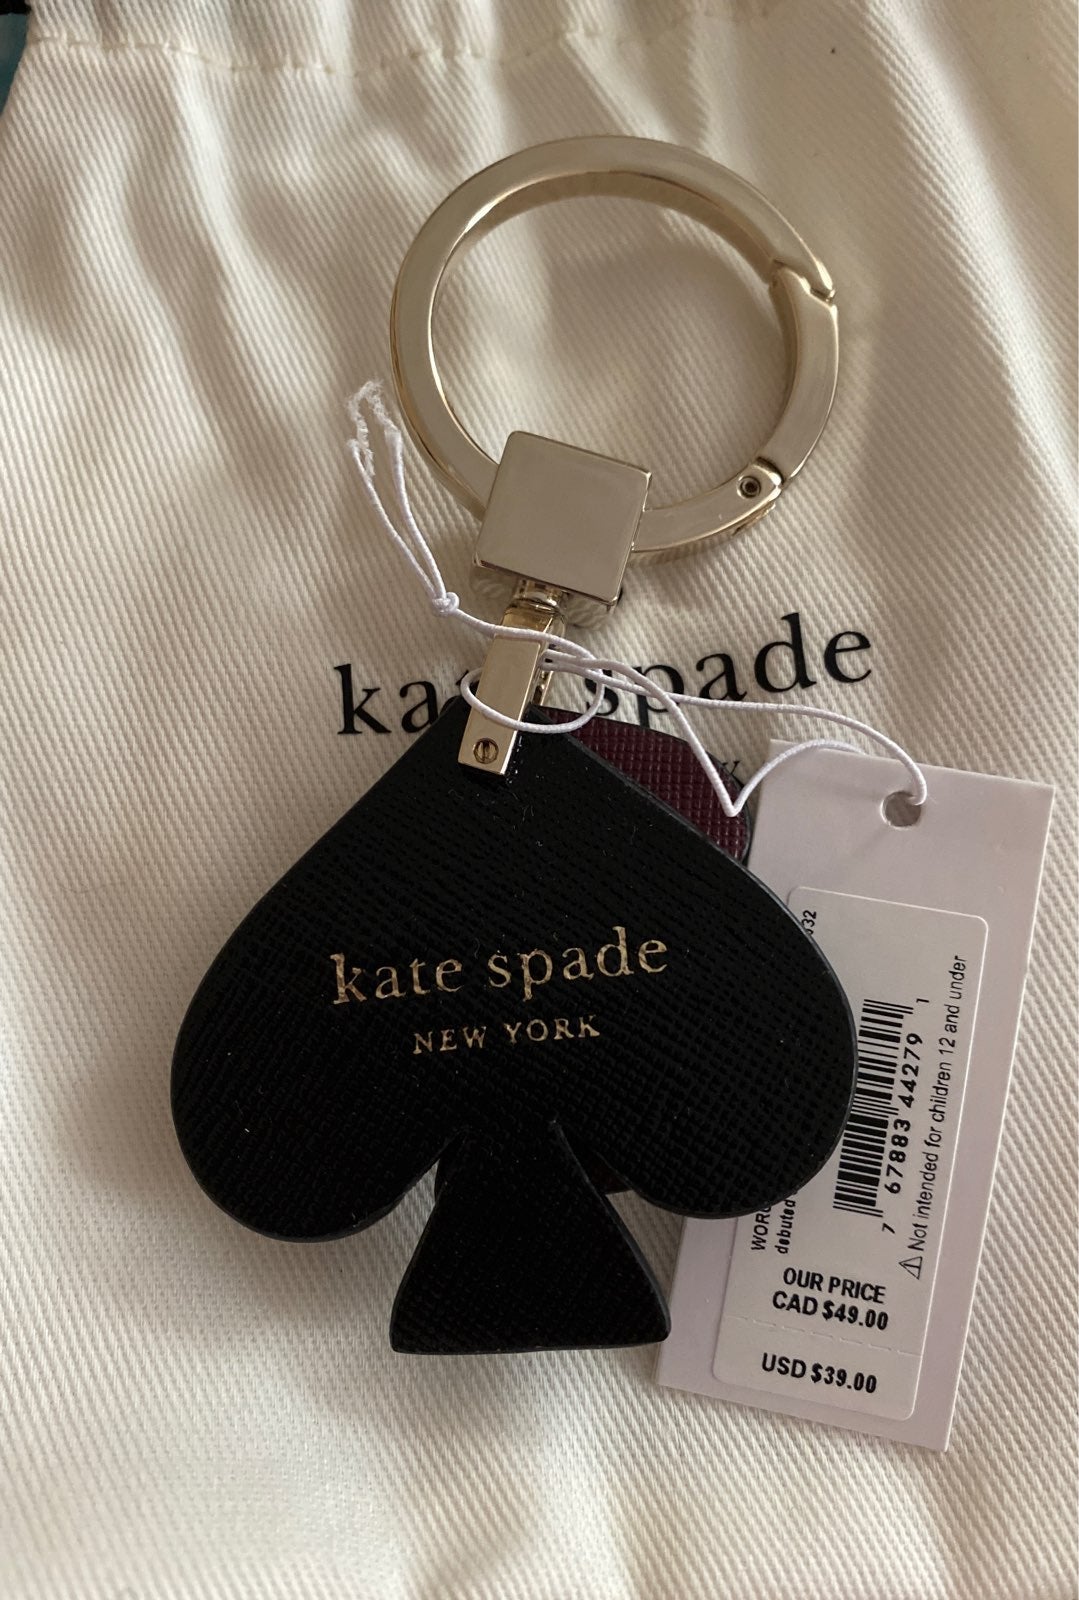 kate spade
kate spade
NEW YORK
7 67883 44279 1
⚠ Not intended for children 12 and under
debuted
OUR PRICE
CAD $49.00
USD $39.00